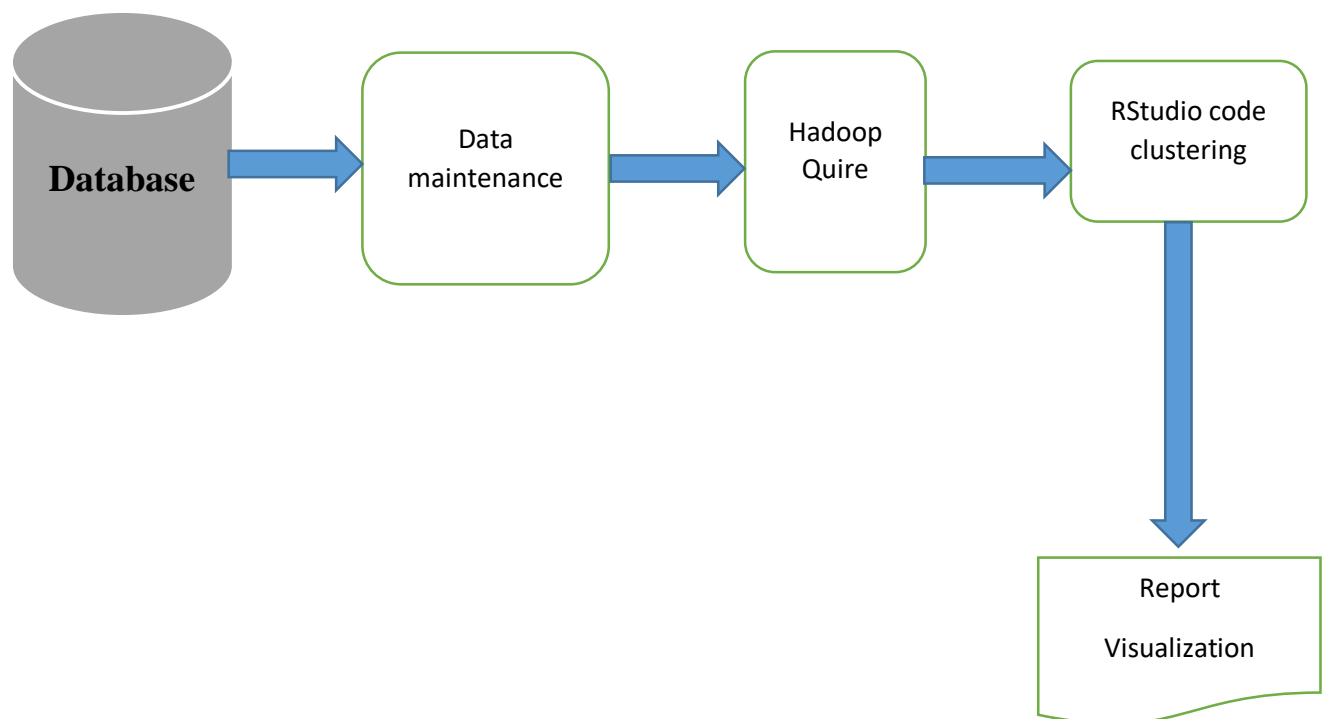 Database
Data
maintenance
Hadoop
Quire
RStudio code
clustering
Report
Visualization